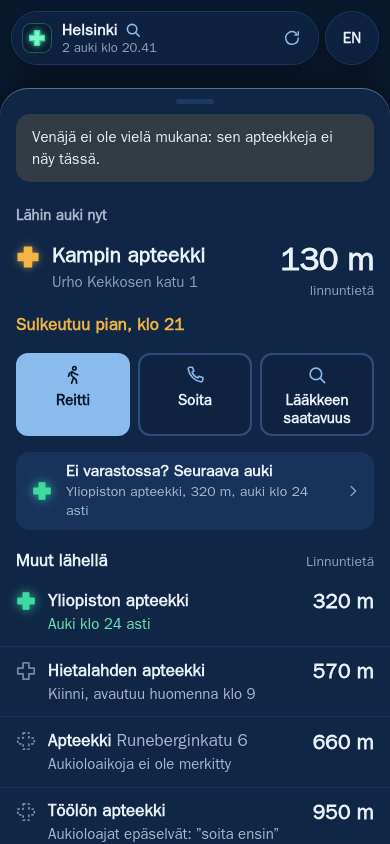 Helsinki
2 auki klo 20.41
EN
Venäjä ei ole vielä mukana: sen apteekkeja ei
näy tässä.
Lähin auki nyt
Kampin apteekki
130 m
Urho Kekkosen katu 1
linnuntietä
Sulkeutuu pian, klo 21
Reitti
Soita
Lääkkeen
saatavuus
Ei varastossa? Seuraava auki
Yliopiston apteekki, 320 m, auki klo 24
asti
Muut lähellä
Linnuntietä
Yliopiston apteekki
320 m
Auki klo 24 asti
Hietalahden apteekki
570 m
Kiinni, avautuu huomenna klo 9
Apteekki Runeberginkatu 6
660 m
Aukioloaikoja ei ole merkitty
Töölön apteekki
950 m
Aukioloajat epäselvät: "soita ensin"